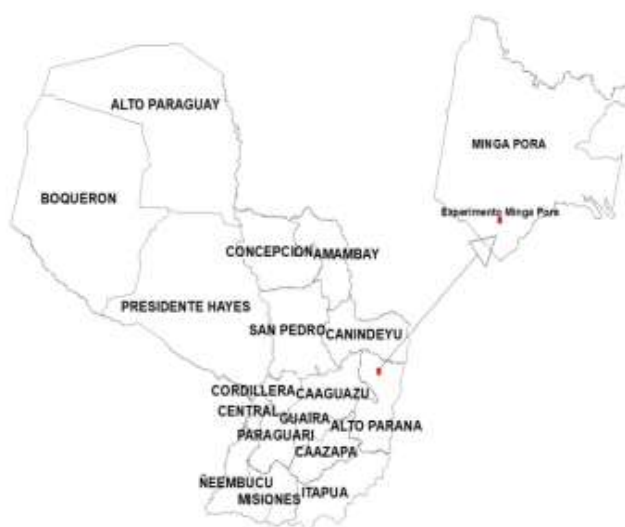 ALTO PARAGUAY
MINGA PORA
BOQUERON
Experimento Minga Pora
CONCEPCION
AMAMBAY
PRESIDENTE HAYES
SAN PEDRO
CANINDEYU
CORDILLERA
CAAGUAZU
CENTRAL
GUAIRA
ALTO PARANA
PARAGUARI
CAAZAPA
ÑEEMBUCU
ITAPUA
MISIONES